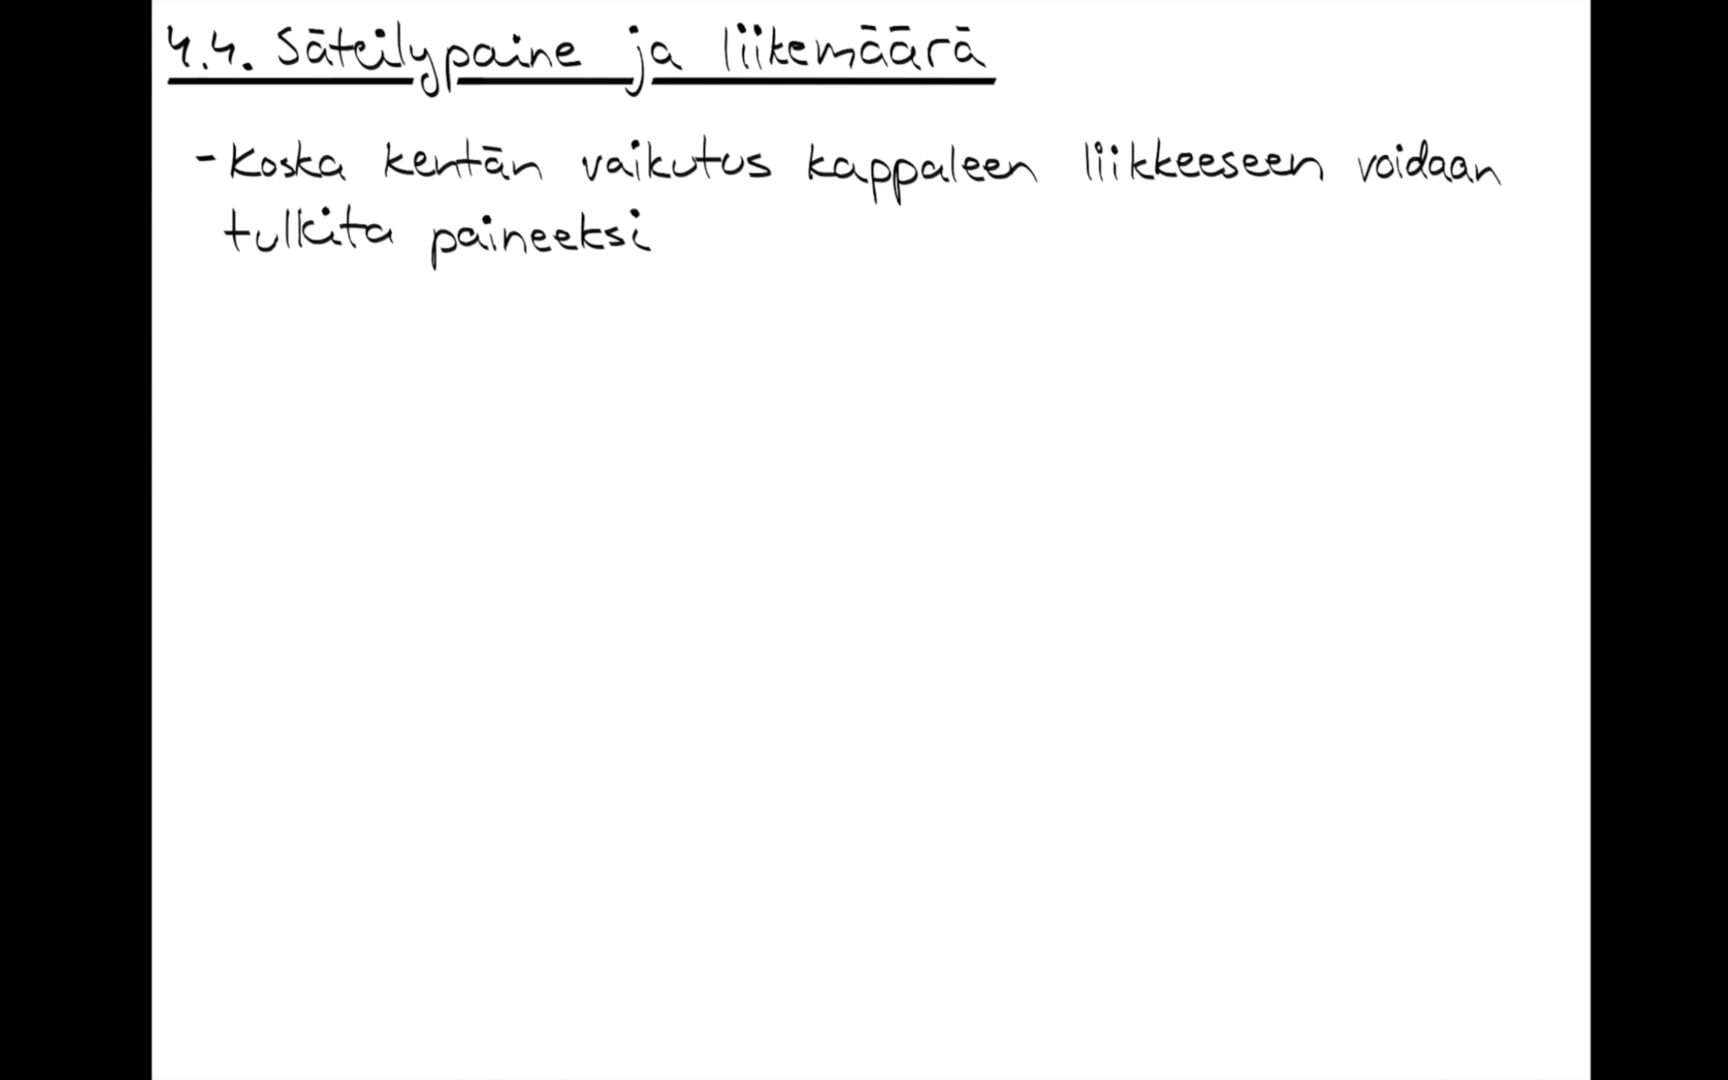 4.4. Säteilypaine ja liikemäärä
- Koska kentän vaikutus kappaleen liikkeeseen voidaan
tulkita paineeksi